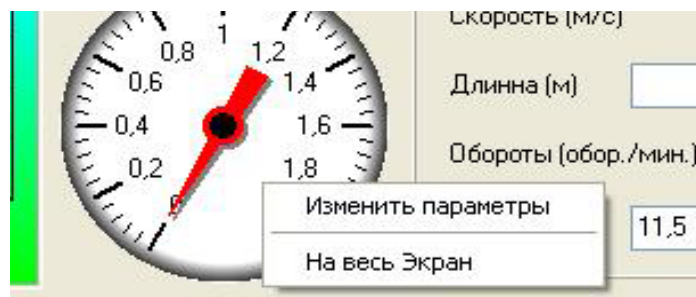 Скорость (м/с)
1
0,8
1,2
0,6
1,4
Длинна (м)
0,4
1,6
0,2
1,8
Обороты (обор./мин.)
0
Изменить параметры
11,5
На весь Экран